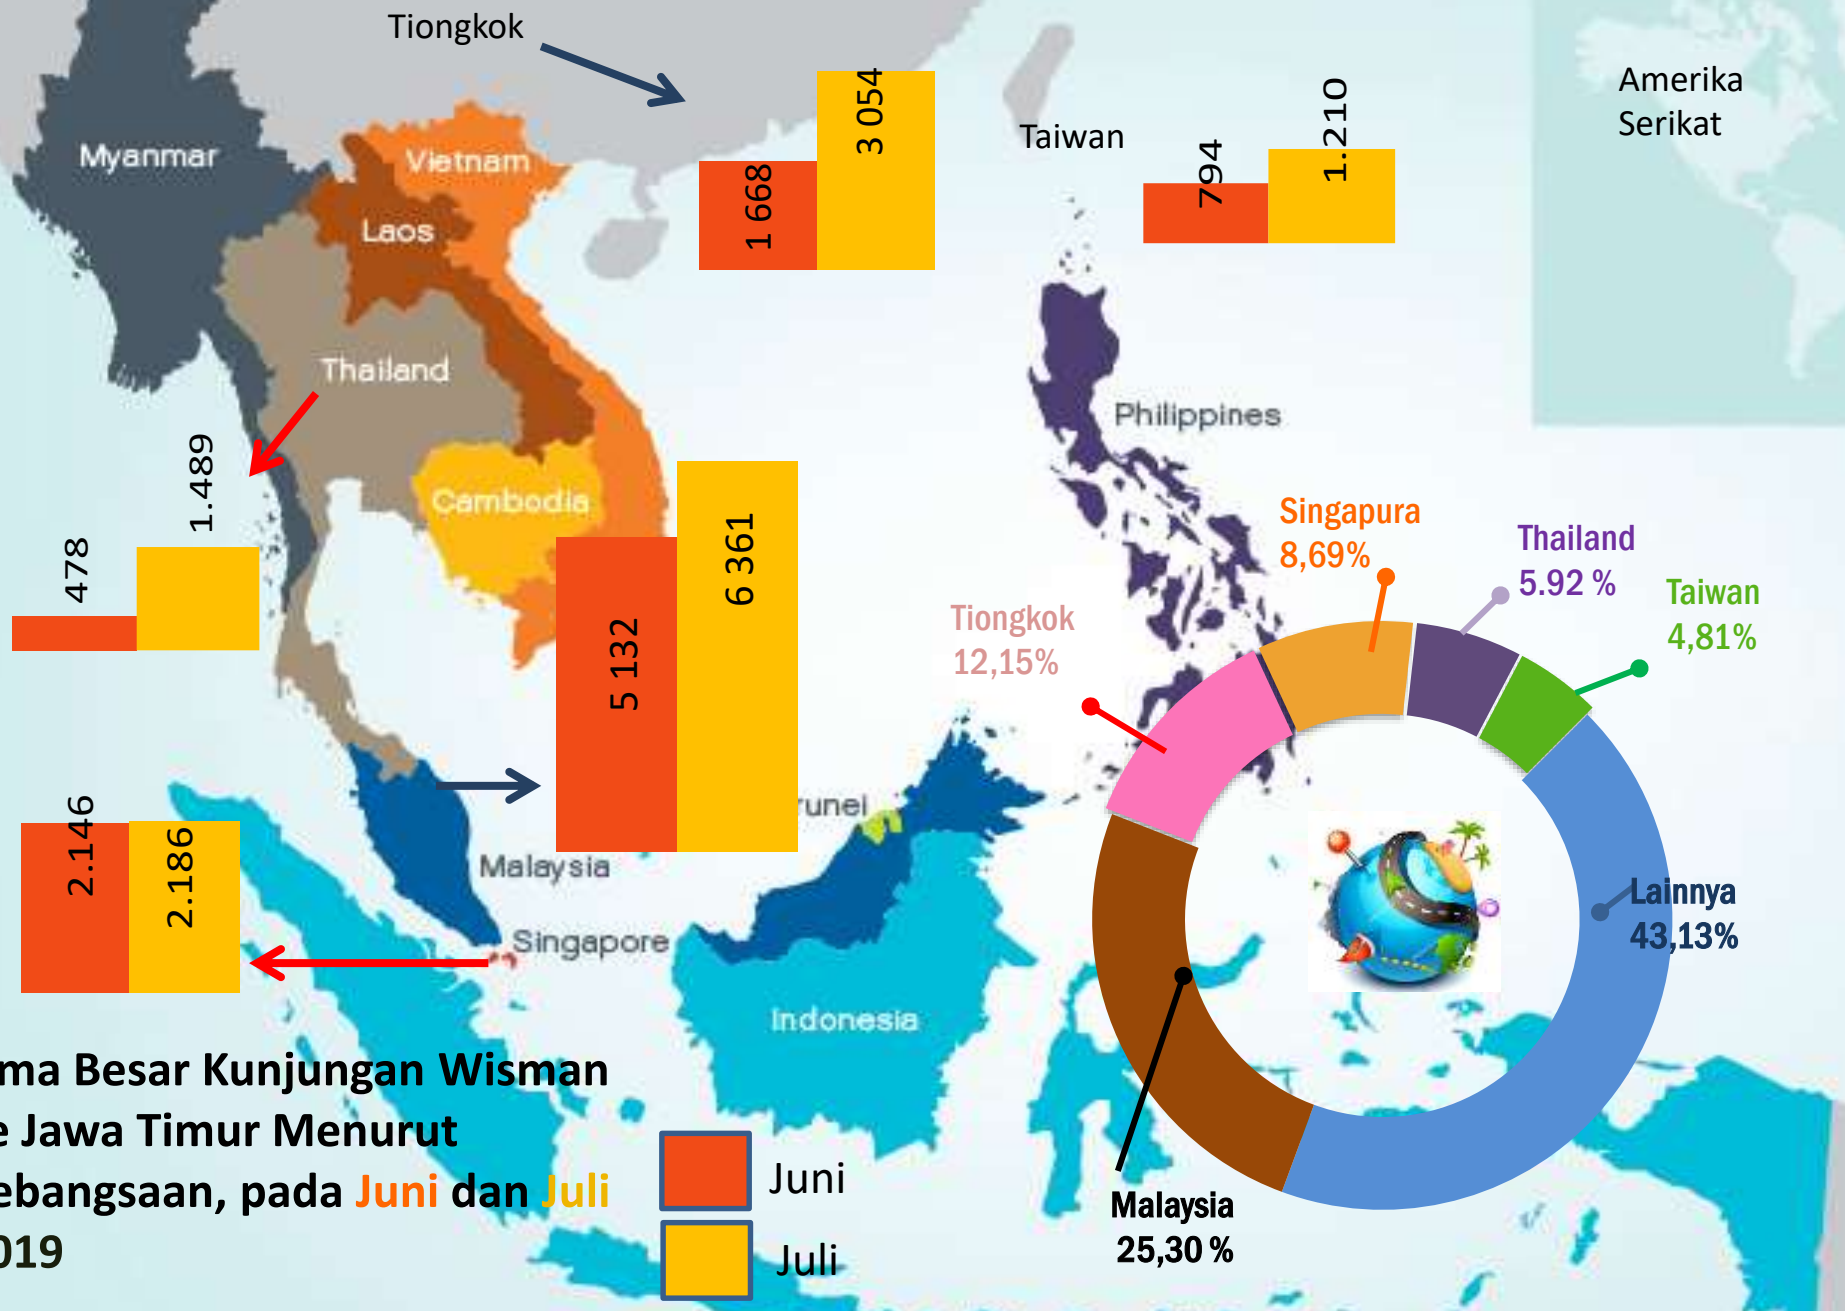 Tiongkok
3 054
1 668
Taiwan
794
1.210
Amerika
Serikat
Myanmar
Vietnam
Laos
Thailand
Philippines
Cambodia
478
1.489
5 132
6 361
2.146
2.186
runei
Malaysia
Singapore
Indonesia
Singapura
8,69%
Thailand
5.92 %
Taiwan
4,81%
Tiongkok
12,15%
Lainnya
43,13%
Malaysia
25,30 %
ma Besar Kunjungan Wisman
e Jawa Timur Menurut
ebangsaan, pada Juni dan Juli
019
Juni
Juli